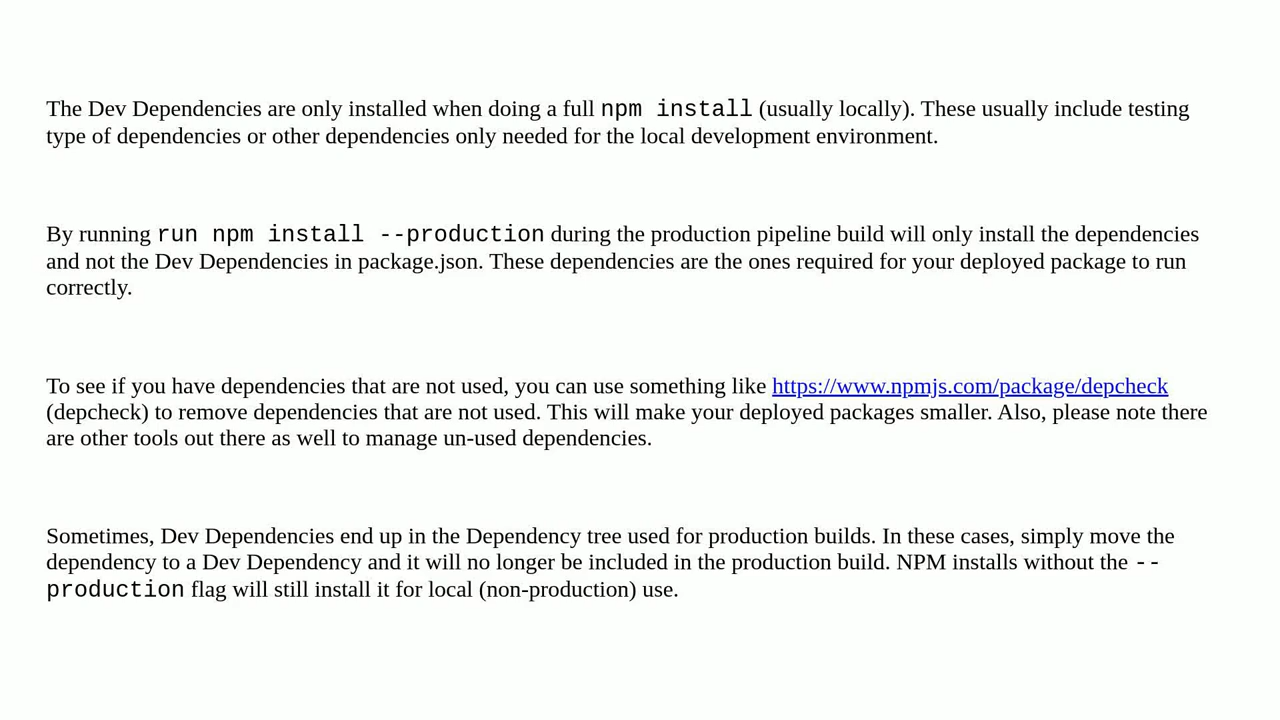 The Dev Dependencies are only installed when doing a full npm install (usually locally). These usually include testing
type of dependencies or other dependencies only needed for the local development environment.
By running run npm install --production during the production pipeline build will only install the dependencies
and not the Dev Dependencies in package.json. These dependencies are the ones required for your deployed package to run
correctly.
To see if you have dependencies that are not used, you can use something like https://www.npmjs.com/package/depcheck
(depcheck) to remove dependencies that are not used. This will make your deployed packages smaller. Also, please note there
are other tools out there as well to manage un-used dependencies.
Sometimes, Dev Dependencies end up in the Dependency tree used for production builds. In these cases, simply move the
dependency to a Dev Dependency and it will no longer be included in the production build. NPM installs without the --
production flag will still install it for local (non-production) use.